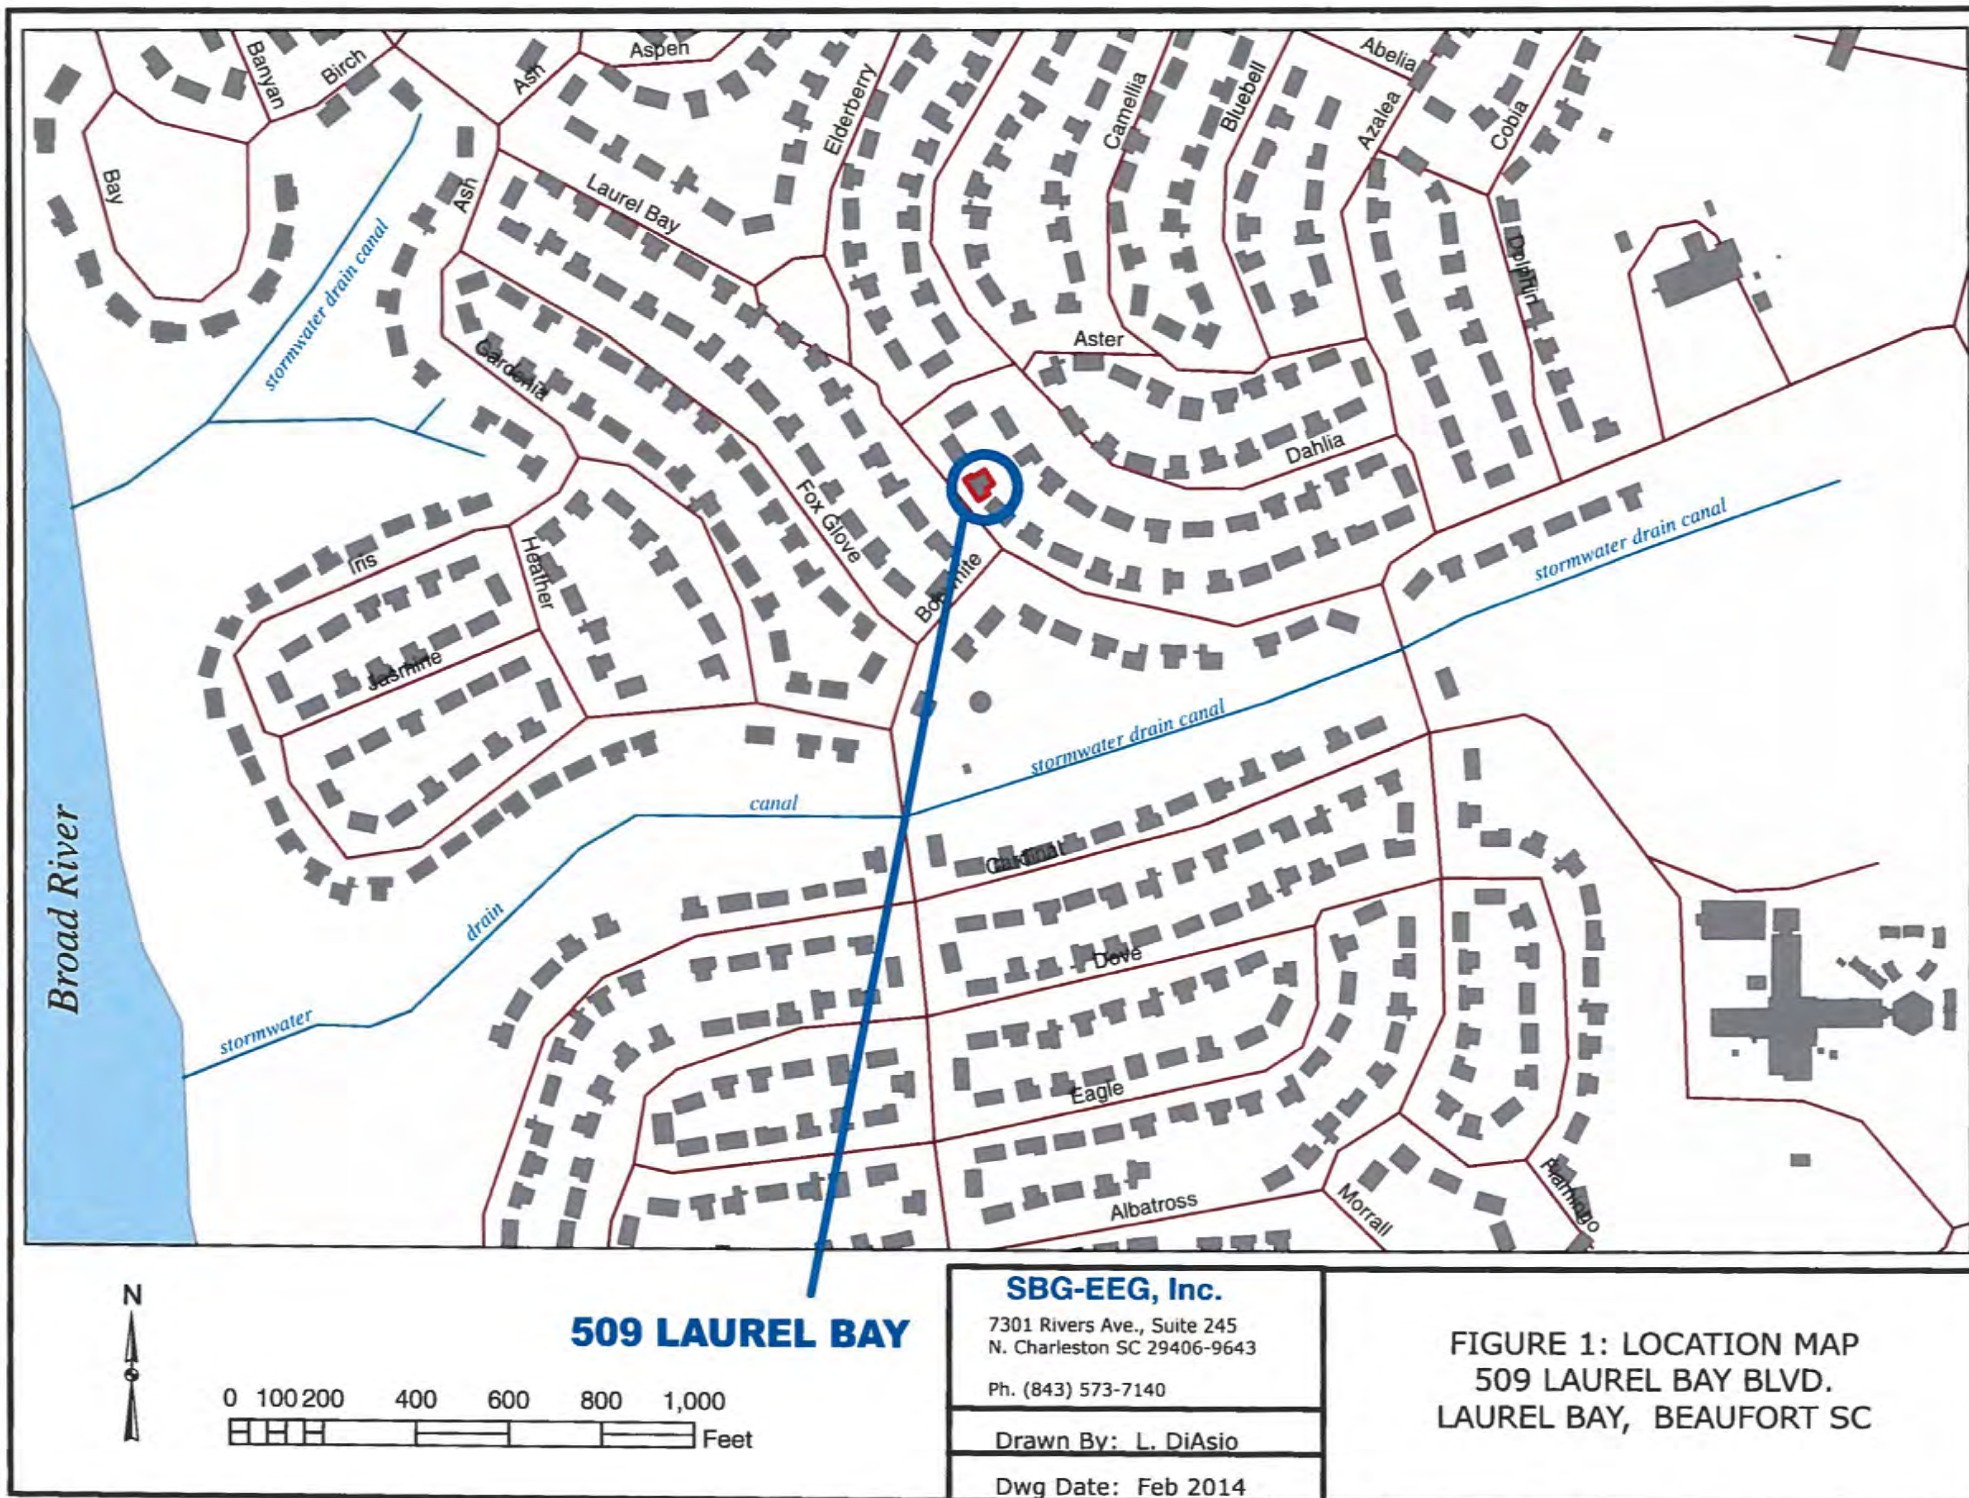 Aspen
Abelia
Banyan
Birch
Ash
Elderberry
Camellia
Bluebell
Azalea
Cobia
Bay
Ash
Laurel Bay
stormwater drain canal
Dolphin
Aster
Gardenia
Dahlia
Fox Glove
stormwater drain canal
Iris
Heather
Jasmine
stormwater drain canal
canal
Broad River
Cardinal
drain
Dove
stormwater
Eagle
Albatross
Morrall
Flamingo
N
0 100 200 400 600 800 1,000
Feet
509 LAUREL BAY
SBG-EEG, Inc.
7301 Rivers Ave., Suite 245
N. Charleston SC 29406-9643
Ph. (843) 573-7140
Drawn By: L. DiAsio
Dwg Date: Feb 2014
FIGURE 1: LOCATION MAP
509 LAUREL BAY BLVD.
LAUREL BAY, BEAUFORT SC